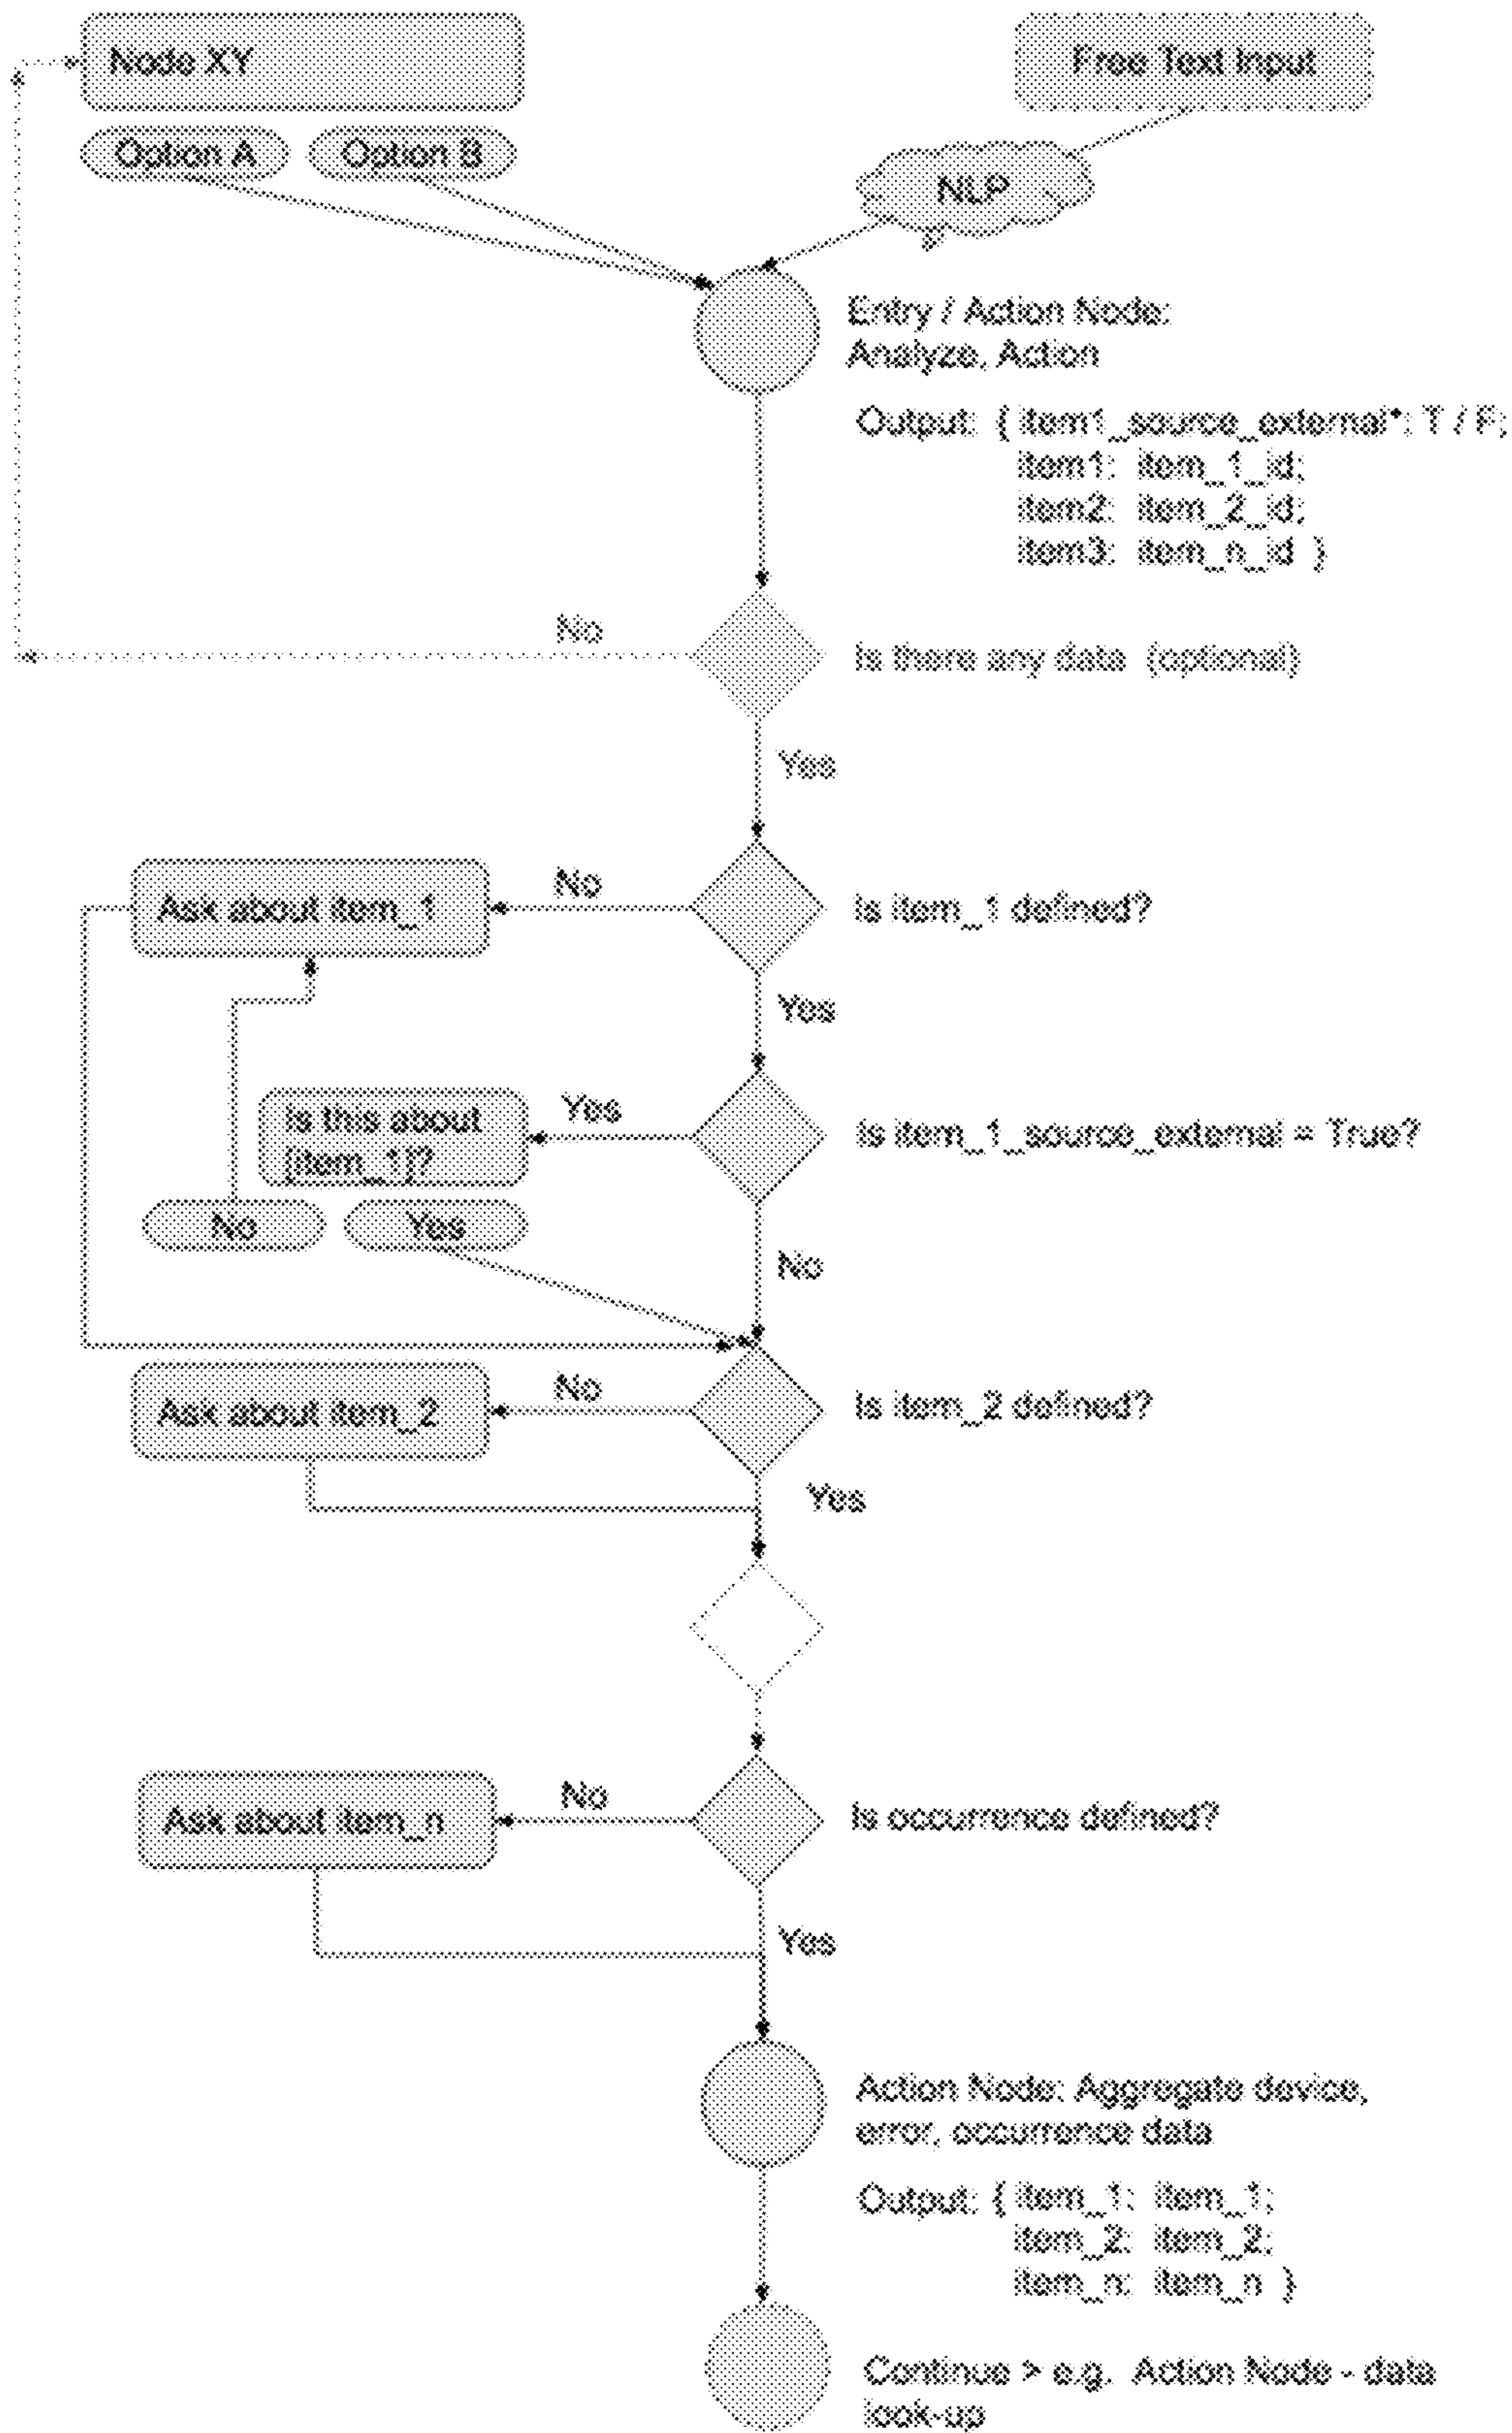 Node XY
Free Text Input
Option A
Option B
NLP
Entry / Action Node:
Analyze, Action
Output: { item1_source_external*: T / F;
item1: item_1_id;
item2: item_2_id;
item3: item_n_id }
No
Is there any data (optional)
Yes
Ask about item_1
No
Is item_1 defined?
Yes
Is this about
[item_1]?
Yes
Is item_1_source_external = True?
No
Yes
No
Ask about item_2
No
Is item_2 defined?
Yes
Ask about item_n
No
Is occurrence defined?
Yes
Action Node: Aggregate device,
error, occurrence data
Output: { item_1: item_1;
item_2: item_2;
item_n: item_n }
Continue > e.g. Action Node - data
look-up